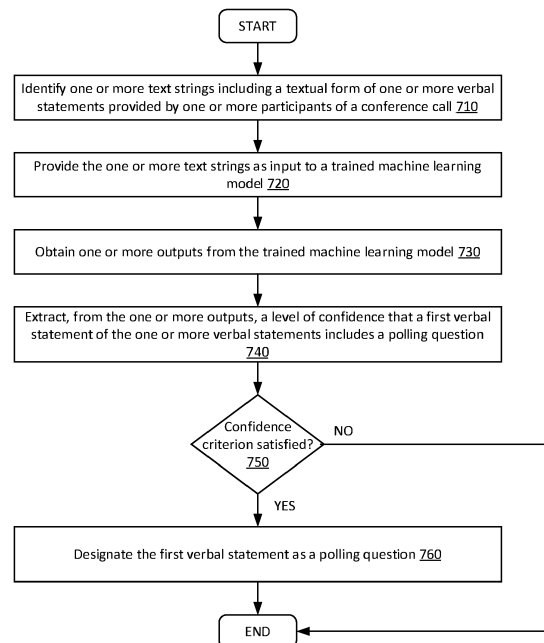 START
Identify one or more text strings including a textual form of one or more verbal
statements provided by one or more participants of a conference call 710
Provide the one or more text strings as input to a trained machine learning
model 720
Obtain one or more outputs from the trained machine learning model 730
Extract, from the one or more outputs, a level of confidence that a first verbal
statement of the one or more verbal statements includes a polling question
740
Confidence
criterion satisfied?
750
NO
YES
Designate the first verbal statement as a polling question 760
END